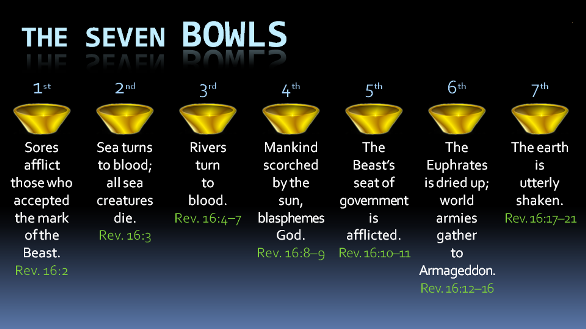 THE SEVEN BOWLS
1st
Sores
afflict
those who
accepted
the mark
of the
Beast.
Rev. 16:2
2nd
Sea turns
to blood;
all sea
creatures
die.
Rev. 16:3
3rd
Rivers
turn
to
blood.
Rev. 16:4–7
4th
Mankind
scorched
by the
sun,
blasphemes
God.
Rev. 16:8–9
5th
The
Beast's
seat of
government
is
afflicted.
Rev. 16:10–11
6th
The
Euphrates
is dried up;
world
armies
gather
to
Armageddon.
Rev. 16:12–16
7th
The earth
is
utterly
shaken.
Rev. 16:17–21